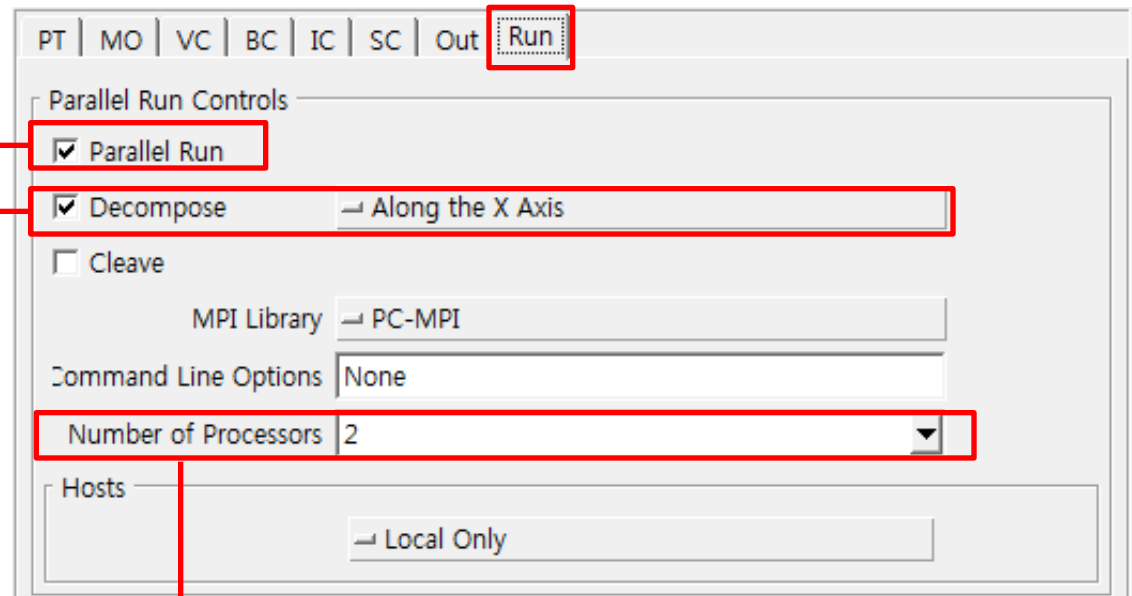 PT MO VC BC IC SC Out Run
Parallel Run Controls
Parallel Run
Decompose Along the X Axis
Cleave
MPI Library PC-MPI
Command Line Options None
Number of Processors 2
Hosts
Local Only